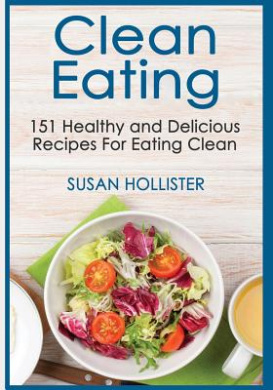 Clean
Eating
151 Healthy and Delicious
Recipes For Eating Clean
SUSAN HOLLISTER